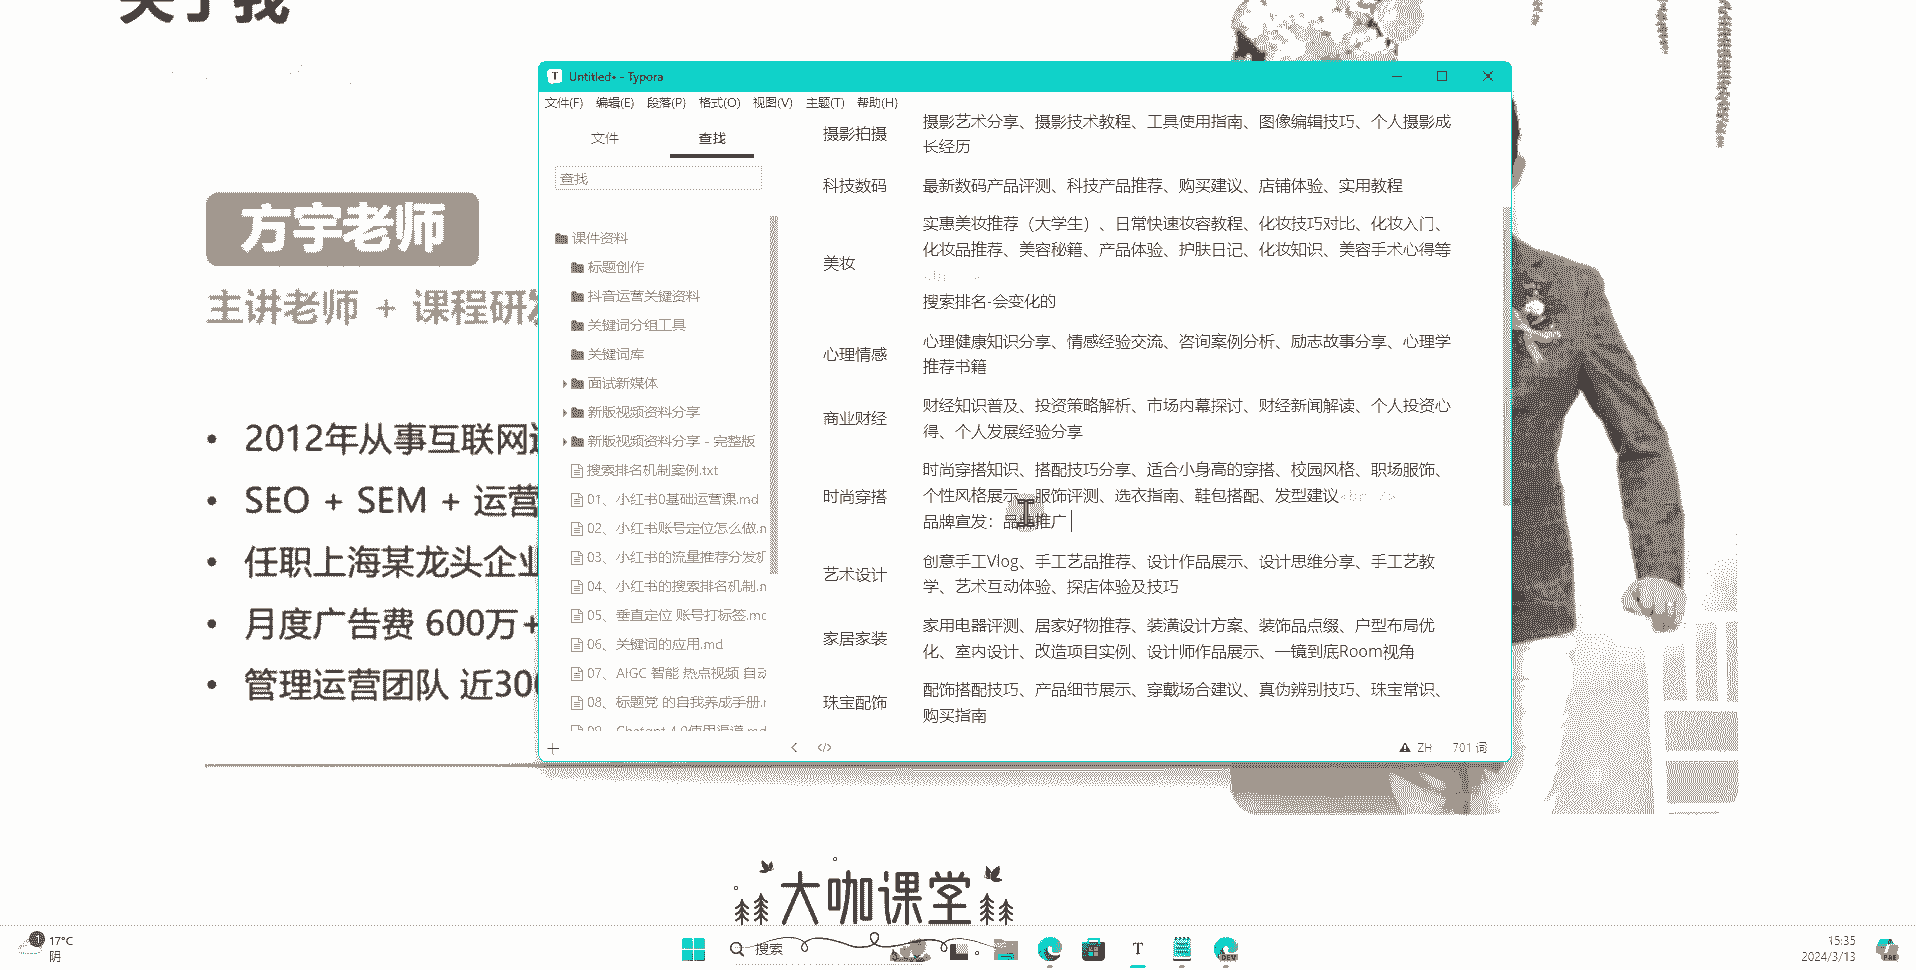 关于我
方宇老师
主讲老师 + 课程研发
• 2012年从事互联网
• SEO + SEM + 运营
• 任职上海某龙头企业
• 月度广告费 600万+
• 管理运营团队 近30
Untitled• - Typora
文件(F) 编辑(E) 段落(P) 格式(O) 视图(V) 主题(T) 帮助(H)
文件 查找
查找
课件资料
标题创作
抖音运营关键资料
关键词分组工具
关键词库
面试新媒体
新版视频资料分享
新版视频资料分享 - 完整版
搜索排名机制案例.txt
01、小红书0基础运营课.md
02、小红书账号定位怎么做.n
03、小红书的流量推荐分发机
04、小红书的搜索排名机制.n
05、垂直定位 账号打标签.mc
06、关键词的应用.md
07、AIGC 智能 热点视频 自动
08、标题党 的自我养成手册.r
09、Chatgpt 4.0使用渠道.md
摄影拍摄
摄影艺术分享、摄影技术教程、工具使用指南、图像编辑技巧、个人摄影成
长经历
科技数码
最新数码产品评测、科技产品推荐、购买建议、店铺体验、实用教程
美妆
实惠美妆推荐（大学生）、日常快速妆容教程、化妆技巧对比、化妆入门、
化妆品推荐、美容秘籍、产品体验、护肤日记、化妆知识、美容手术心得等
搜索排名-会变化的
心理情感
心理健康知识分享、情感经验交流、咨询案例分析、励志故事分享、心理学
推荐书籍
商业财经
财经知识普及、投资策略解析、市场内幕探讨、财经新闻解读、个人投资心
得、个人发展经验分享
时尚穿搭
时尚穿搭知识、搭配技巧分享、适合小身高的穿搭、校园风格、职场服饰、
个性风格展示、服饰评测、选衣指南、鞋包搭配、发型建议
品牌宣发：品牌推广
艺术设计
创意手工Vlog、手工艺品推荐、设计作品展示、设计思维分享、手工艺教
学、艺术互动体验、探店体验及技巧
家居家装
家用电器评测、居家好物推荐、装潢设计方案、装饰品点缀、户型布局优
化、室内设计、改造项目实例、设计师作品展示、一镜到底Room视角
珠宝配饰
配饰搭配技巧、产品细节展示、穿戴场合建议、真伪辨别技巧、珠宝常识、
购买指南
ZH 701 词
大咖课堂
1
17°C
阴
搜索
T
DEV
15:35
2024/3/13
PRE